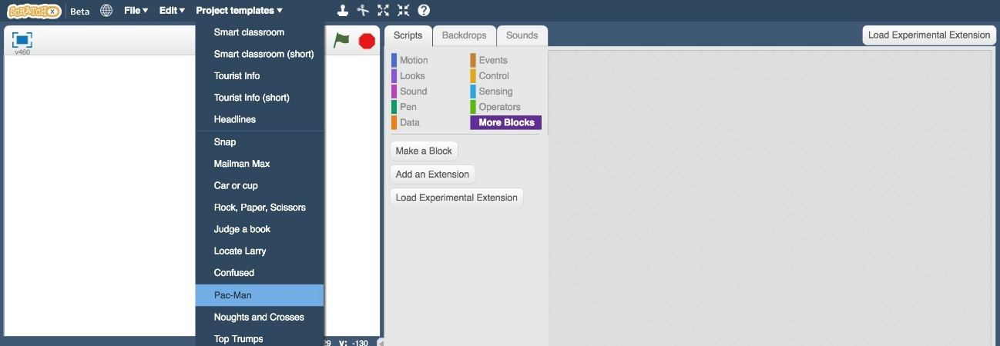 SCRATCHX Beta File ▾ Edit ▾ Project templates ▾
v460
Smart classroom
Smart classroom (short)
Tourist Info
Tourist Info (short)
Headlines
Snap
Mailman Max
Car or cup
Rock, Paper, Scissors
Judge a book
Locate Larry
Confused
Pac-Man
Noughts and Crosses
Top Trumps
29 y: -130
Scripts Backdrops Sounds
Load Experimental Extension
Motion Events
Looks Control
Sound Sensing
Pen Operators
Data More Blocks
Make a Block
Add an Extension
Load Experimental Extension